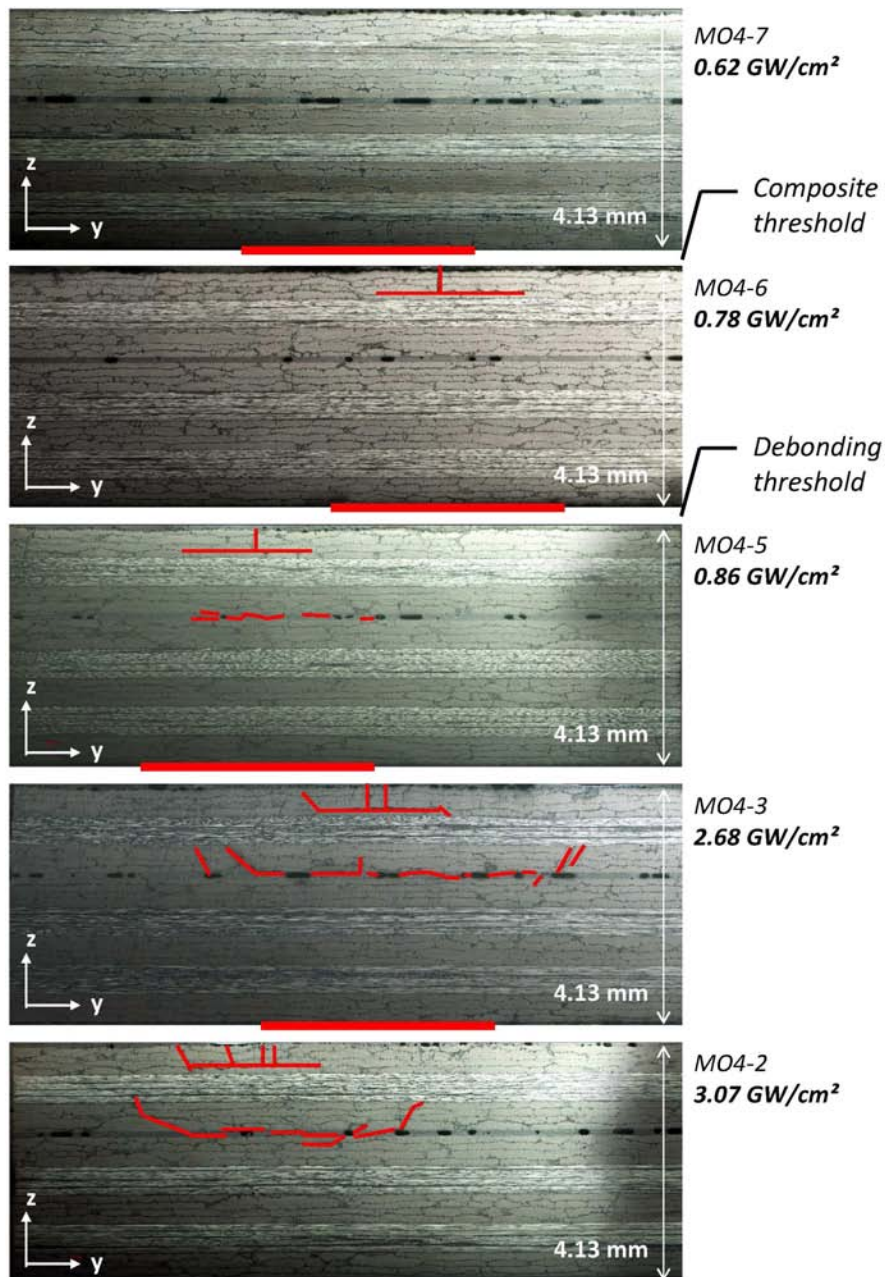 MO4-7
0.62 GW/cm²
z
y
4.13 mm
Composite
threshold
MO4-6
0.78 GW/cm²
z
y
4.13 mm
Debonding
threshold
MO4-5
0.86 GW/cm²
z
y
4.13 mm
MO4-3
2.68 GW/cm²
z
y
4.13 mm
MO4-2
3.07 GW/cm²
z
y
4.13 mm